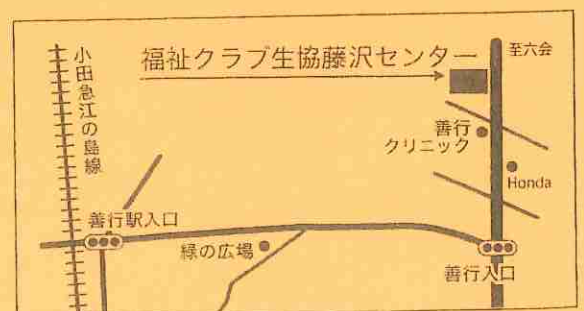 福祉クラブ生協藤沢センター
至六会
小田急江の島線
善行
クリニック
Honda
善行駅入口
緑の広場
善行入口